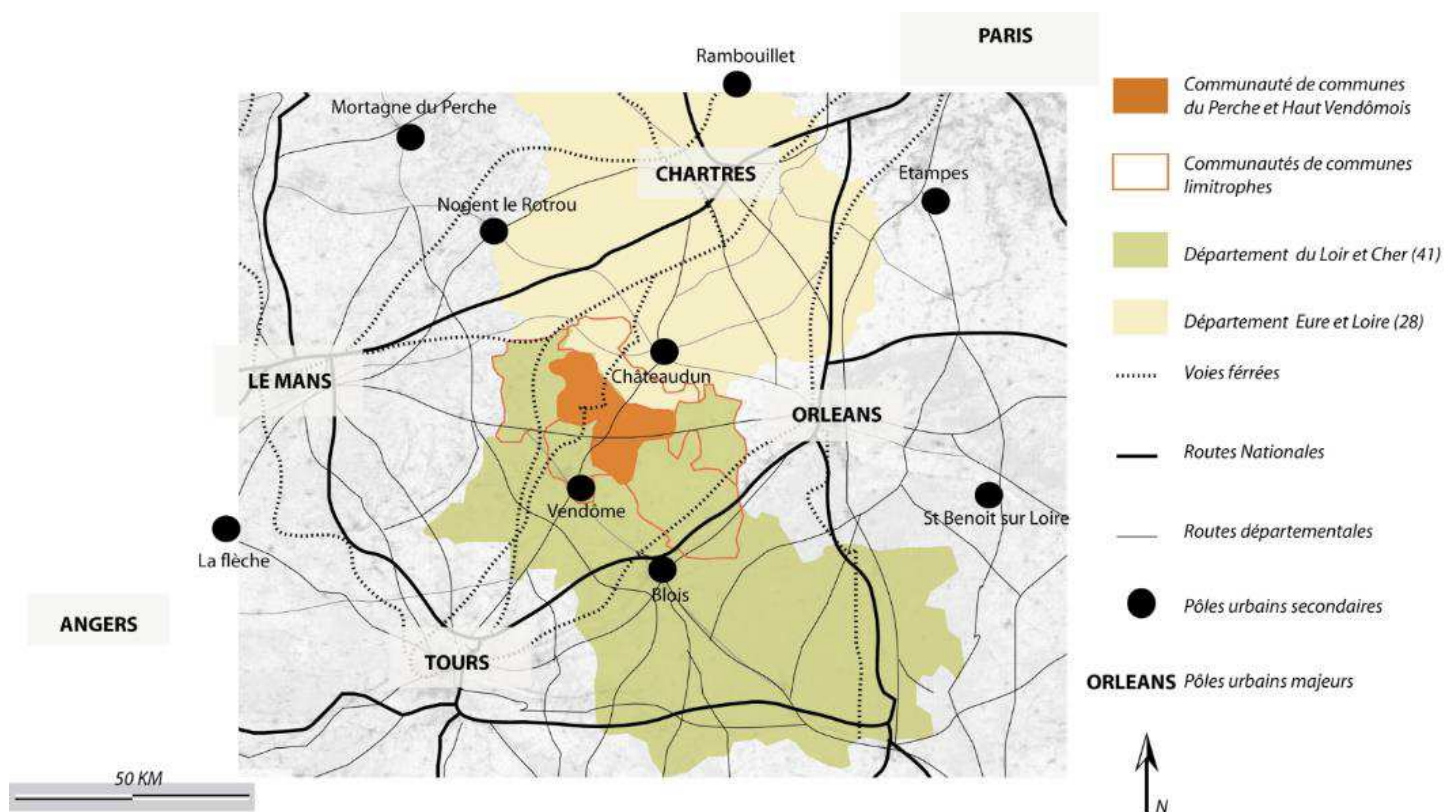 PARIS
Rambouillet
Mortagne du Perche
CHARTRES
Etampes
Nogent le Rotrou
LE MANS
Châteaudun
ORLEANS
Vendôme
St Benoit sur Loire
La flèche
Blois
ANGERS
TOURS
50 KM
Communauté de communes
du Perche et Haut Vendômois
Communautés de communes
limitrophes
Département du Loir et Cher (41)
Département Eure et Loire (28)
Voies férrées
Routes Nationales
Routes départementales
Pôles urbains secondaires
ORLEANS Pôles urbains majeurs
N